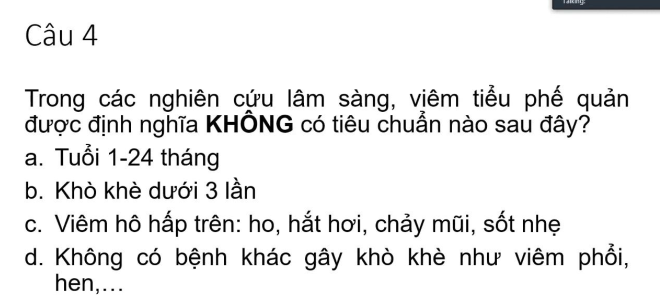 Talking:
Câu 4
Trong các nghiên cứu lâm sàng, viêm tiểu phế quản
được định nghĩa KHÔNG có tiêu chuẩn nào sau đây?
a. Tuổi 1-24 tháng
b. Khò khè dưới 3 lần
c. Viêm hô hấp trên: ho, hắt hơi, chảy mũi, sốt nhẹ
d. Không có bệnh khác gây khò khè như viêm phổi,
hen,...